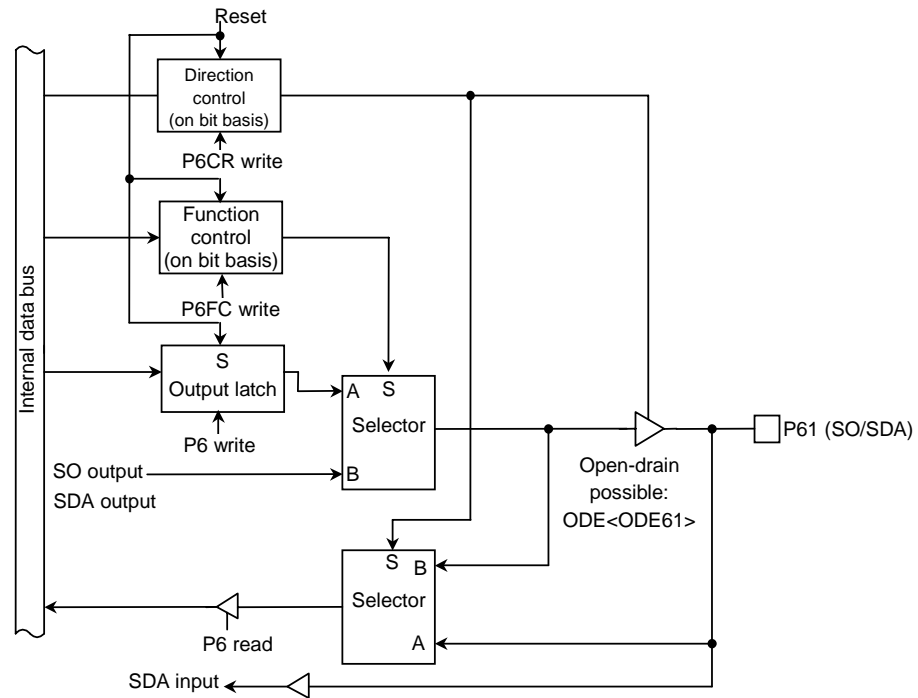 Reset
Direction
control
(on bit basis)
P6CR write
Function
control
(on bit basis)
P6FC write
Internal data bus
S
Output latch
P6 write
A
S
Selector
B
SO output
SDA output
P61 (SO/SDA)
Open-drain
possible:
ODE<ODE61>
S
B
Selector
A
P6 read
SDA input